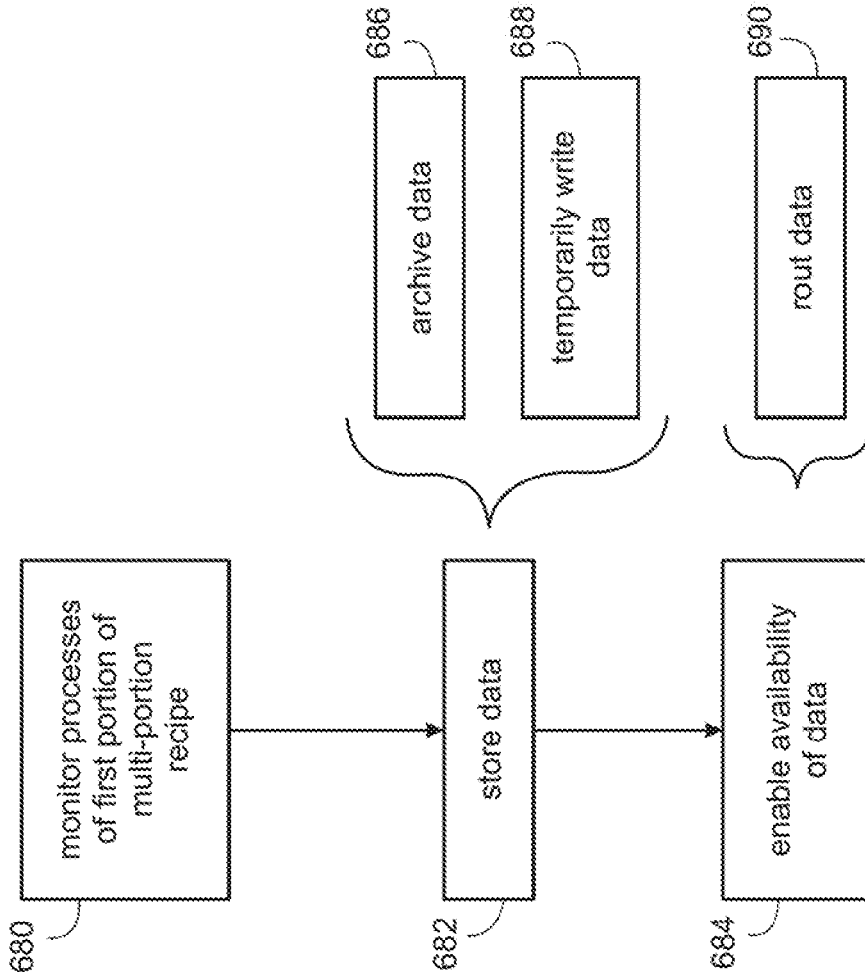 680
monitor processes
of first portion of
multi-portion
recipe
682
store data
686
archive data
688
temporarily write
data
684
enable availability
of data
690
rout data